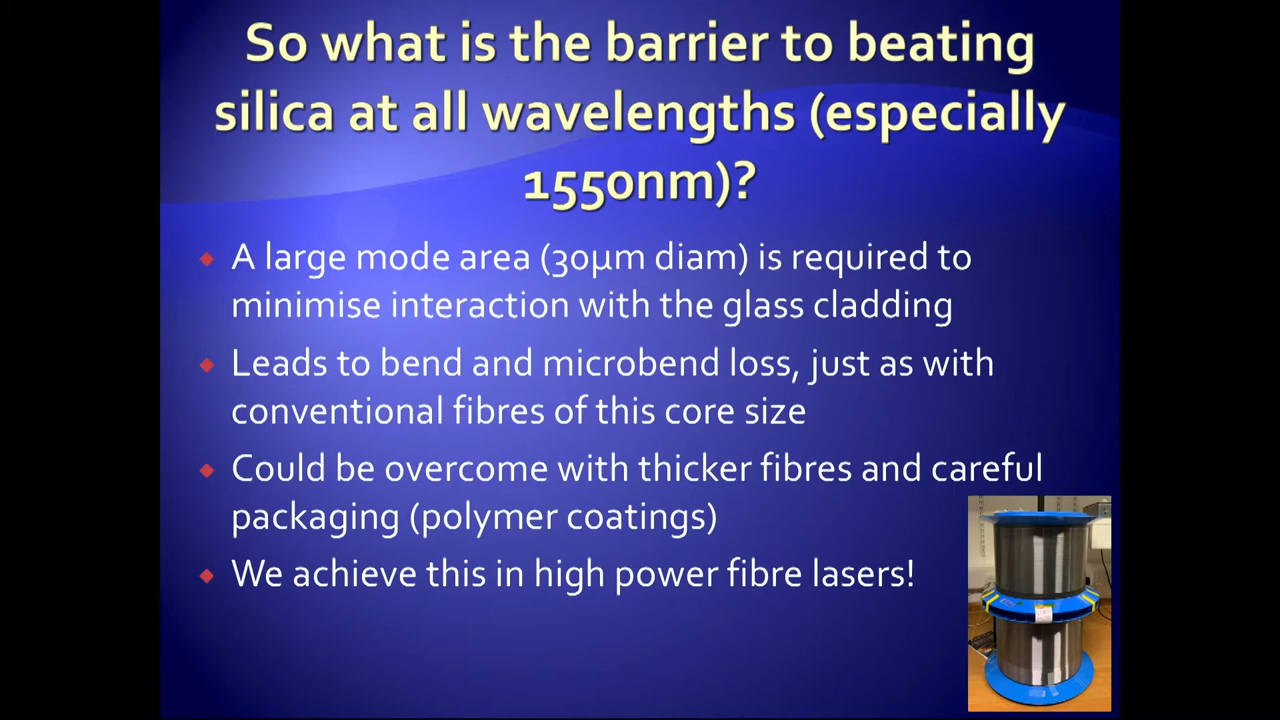 So what is the barrier to beating
silica at all wavelengths (especially
1550nm)?
A large mode area (30µm diam) is required to
minimise interaction with the glass cladding
Leads to bend and microbend loss, just as with
conventional fibres of this core size
Could be overcome with thicker fibres and careful
packaging (polymer coatings)
We achieve this in high power fibre lasers!